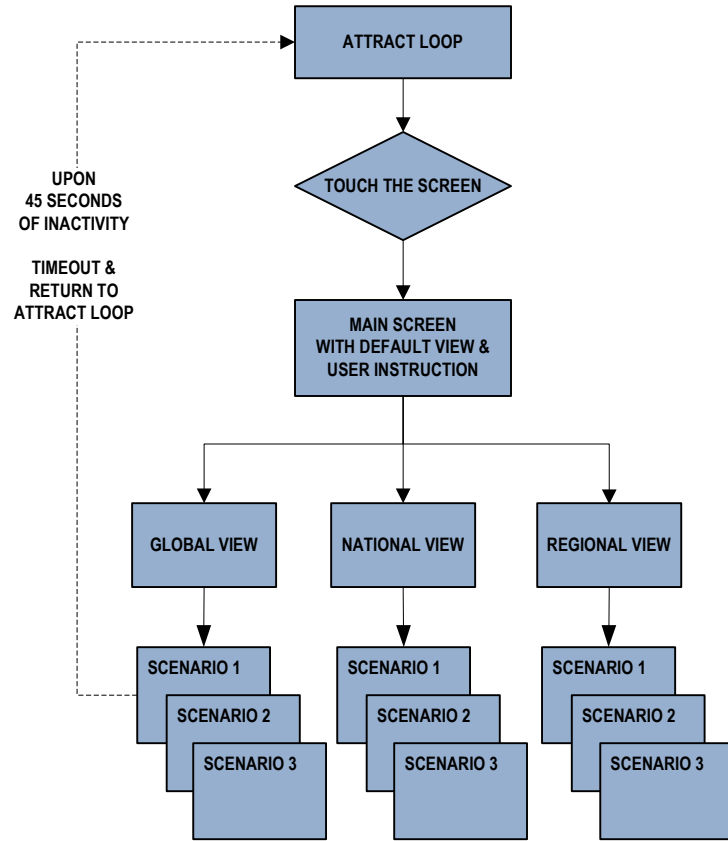 ATTRACT LOOP
TOUCH THE SCREEN
UPON
45 SECONDS
OF INACTIVITY
TIMEOUT &
RETURN TO
ATTRACT LOOP
MAIN SCREEN
WITH DEFAULT VIEW &
USER INSTRUCTION
GLOBAL VIEW
NATIONAL VIEW
REGIONAL VIEW
SCENARIO 1
SCENARIO 2
SCENARIO 3
SCENARIO 1
SCENARIO 2
SCENARIO 3
SCENARIO 1
SCENARIO 2
SCENARIO 3